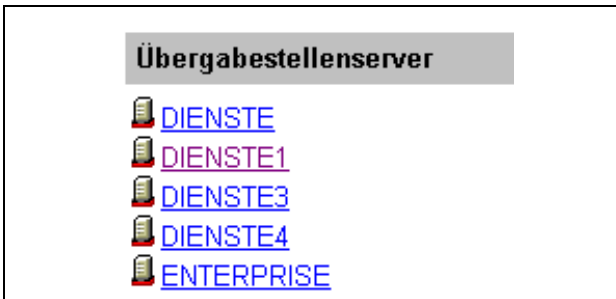 Übergabestellenserver
DIENSTE
DIENSTE1
DIENSTE3
DIENSTE4
ENTERPRISE